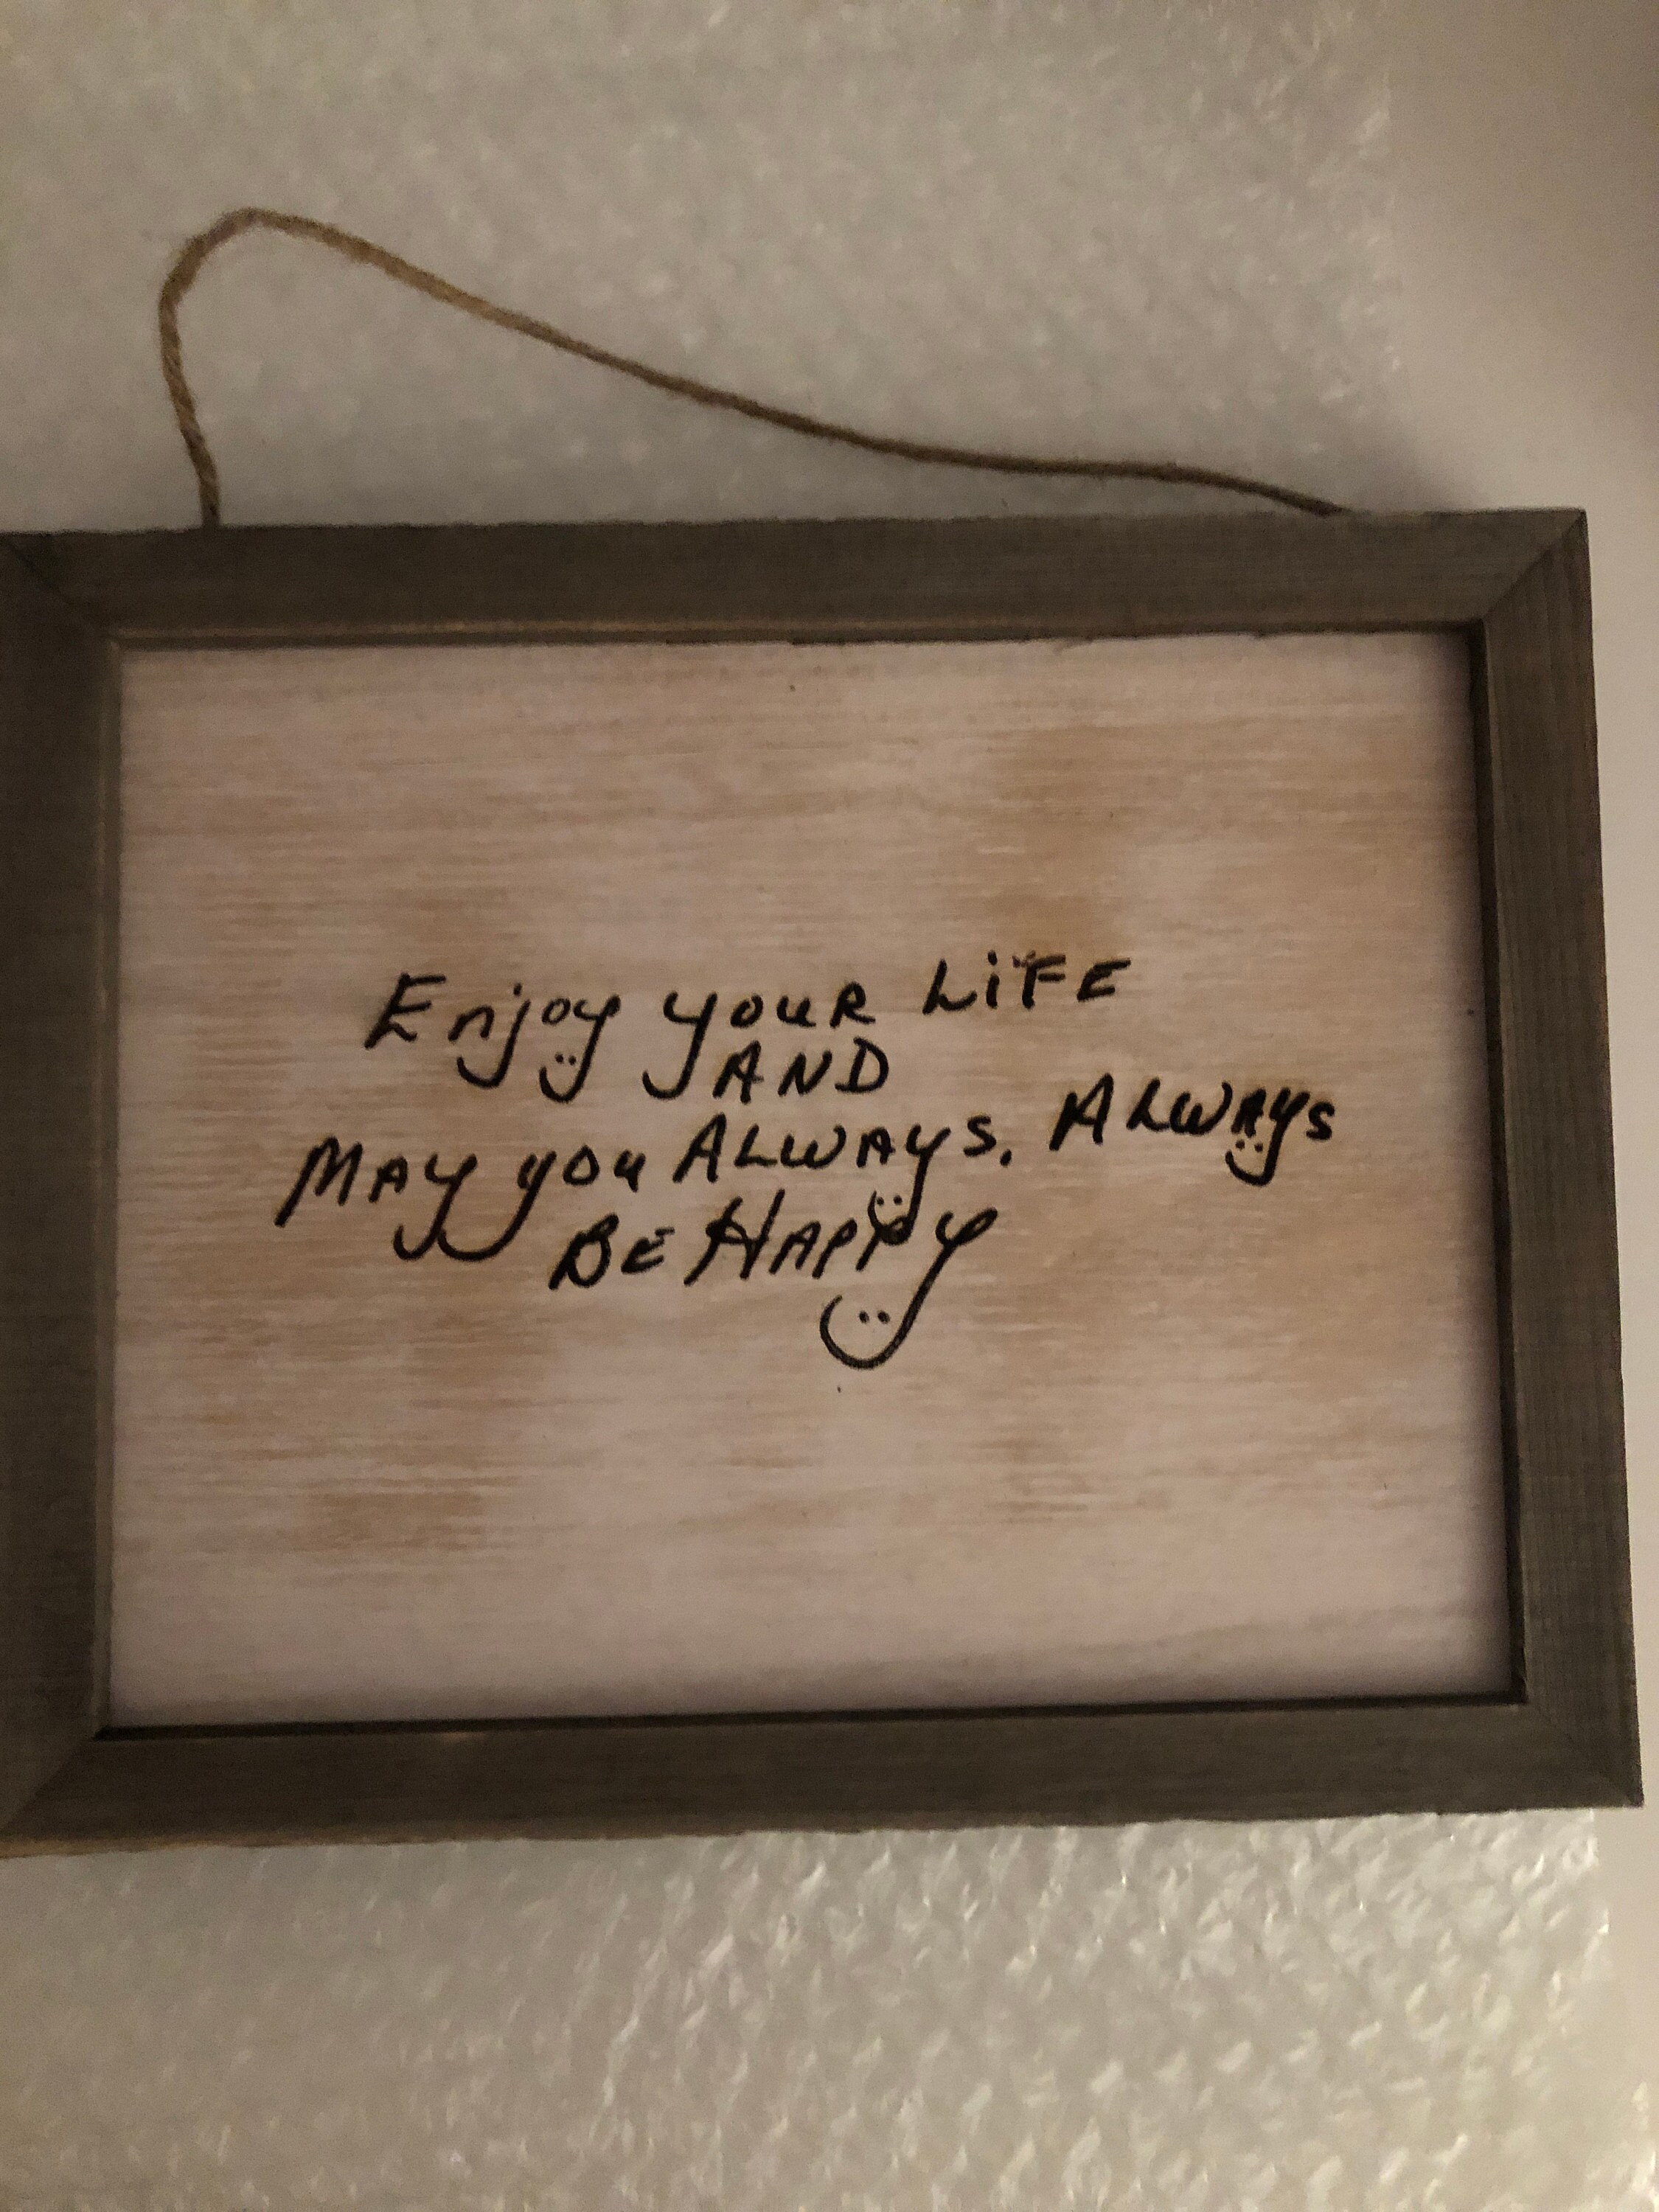 Enjoy youR LiFE
AND
MAy you ALWAys, ALWAys
BE HAPPy